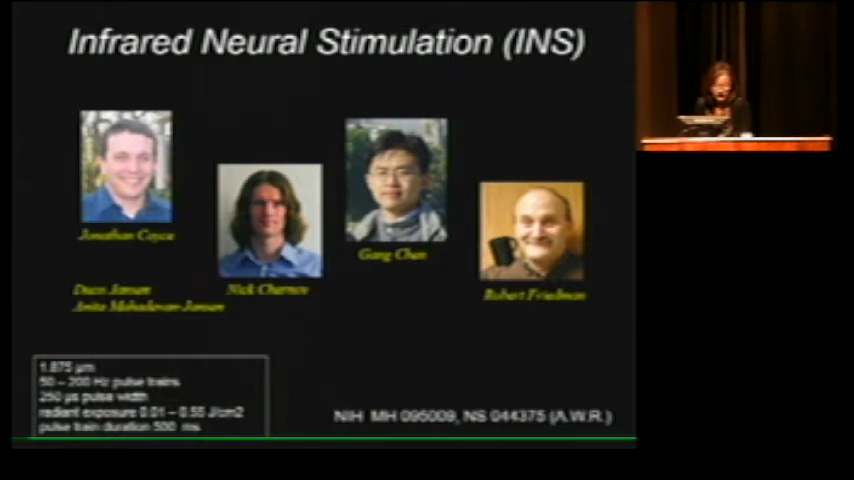 Infrared Neural Stimulation (INS)
Jonathan Cayce
Gang Chen
Duco Jansen
Nick Chernov
Robert Friedman
Anita Mahadevan-Jansen
1.875 µm
50 – 200 Hz pulse trains
250 µs pulse width
radiant exposure 0.01 – 0.55 J/cm2
pulse train duration 500 ms
NIH MH 095009, NS 044375 (A.W.R.)